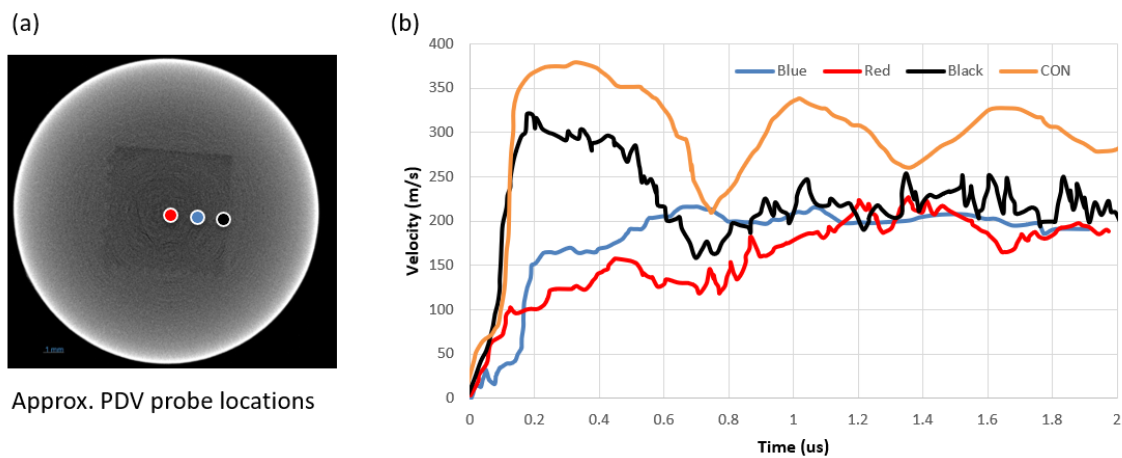 (a)
1mm
Approx. PDV probe locations
(b)
Blue Red Black CON
Velocity (m/s)
400
350
300
250
200
150
100
50
0
0 0.2 0.4 0.6 0.8 1 1.2 1.4 1.6 1.8 2
Time (us)